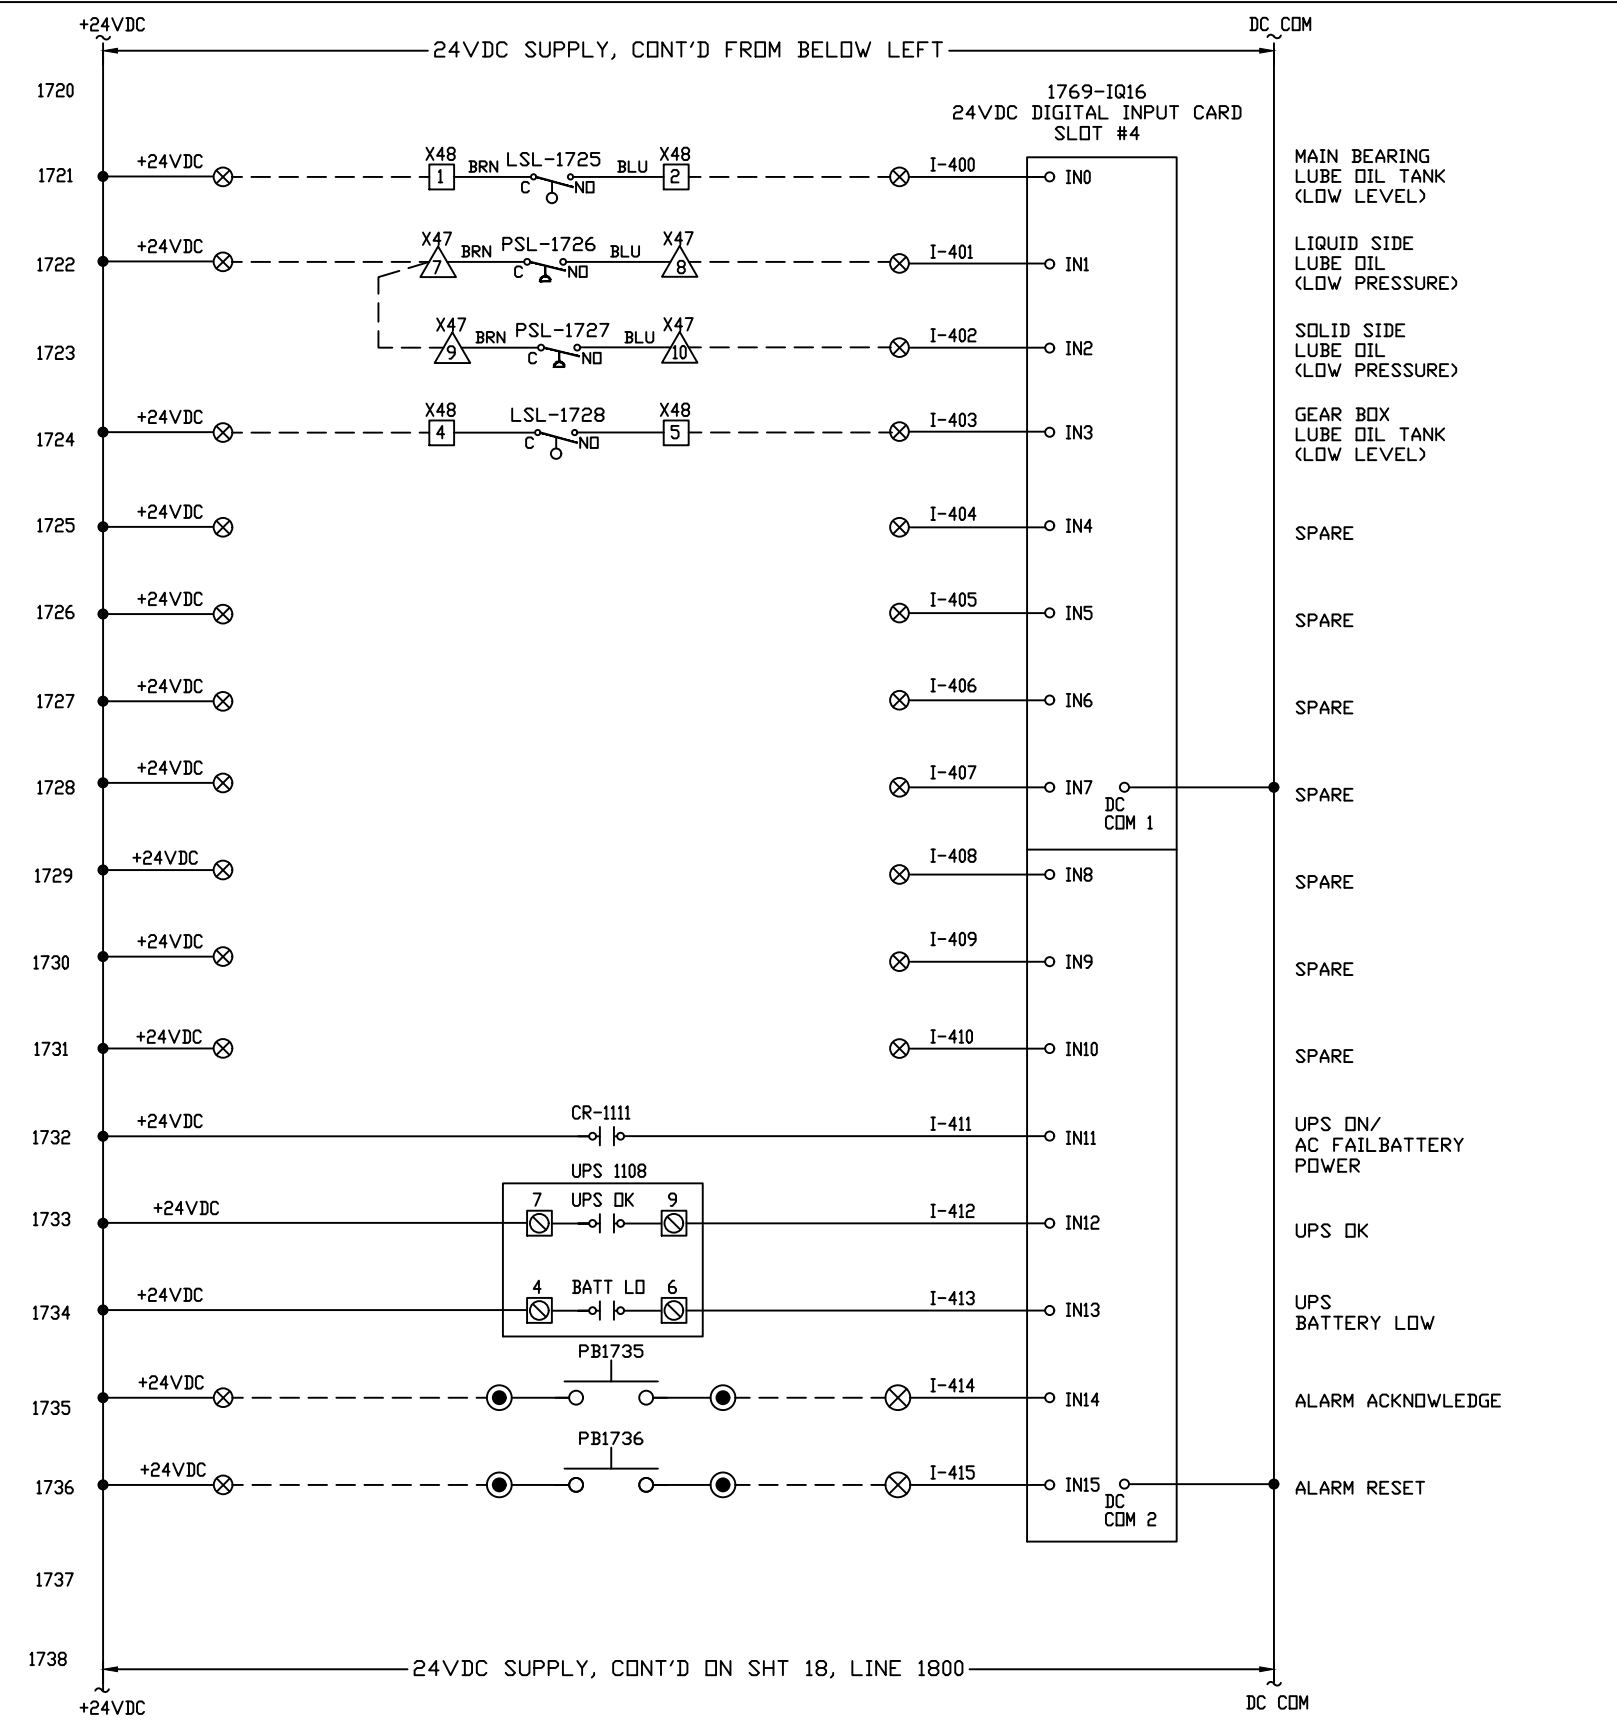 +24VDC
DC COM
24VDC SUPPLY, CONT'D FROM BELOW LEFT
1720
1769-IQ16
24VDC DIGITAL INPUT CARD
SLOT #4
1721
+24VDC
X48
1
BRN
LSL-1725
C
NO
BLU
X48
2
I-400
IN0
MAIN BEARING
LUBE OIL TANK
(LOW LEVEL)
1722
+24VDC
X47
7
BRN
PSL-1726
C
NO
BLU
X47
8
I-401
IN1
LIQUID SIDE
LUBE OIL
(LOW PRESSURE)
1723
X47
9
BRN
PSL-1727
C
NO
BLU
X47
10
I-402
IN2
SOLID SIDE
LUBE OIL
(LOW PRESSURE)
1724
+24VDC
X48
4
LSL-1728
C
NO
X48
5
I-403
IN3
GEAR BOX
LUBE OIL TANK
(LOW LEVEL)
1725
+24VDC
I-404
IN4
SPARE
1726
+24VDC
I-405
IN5
SPARE
1727
+24VDC
I-406
IN6
SPARE
1728
+24VDC
I-407
IN7
DC
COM 1
SPARE
1729
+24VDC
I-408
IN8
SPARE
1730
+24VDC
I-409
IN9
SPARE
1731
+24VDC
I-410
IN10
SPARE
1732
+24VDC
CR-1111
I-411
IN11
UPS ON/
AC FAILBATTERY
POWER
UPS 1108
1733
+24VDC
7
UPS OK
9
I-412
IN12
UPS OK
1734
+24VDC
4
BATT LO
6
I-413
IN13
UPS
BATTERY LOW
1735
+24VDC
PB1735
I-414
IN14
ALARM ACKNOWLEDGE
1736
+24VDC
PB1736
I-415
IN15
DC
COM 2
ALARM RESET
1737
1738
24VDC SUPPLY, CONT'D ON SHT 18, LINE 1800
+24VDC
DC COM